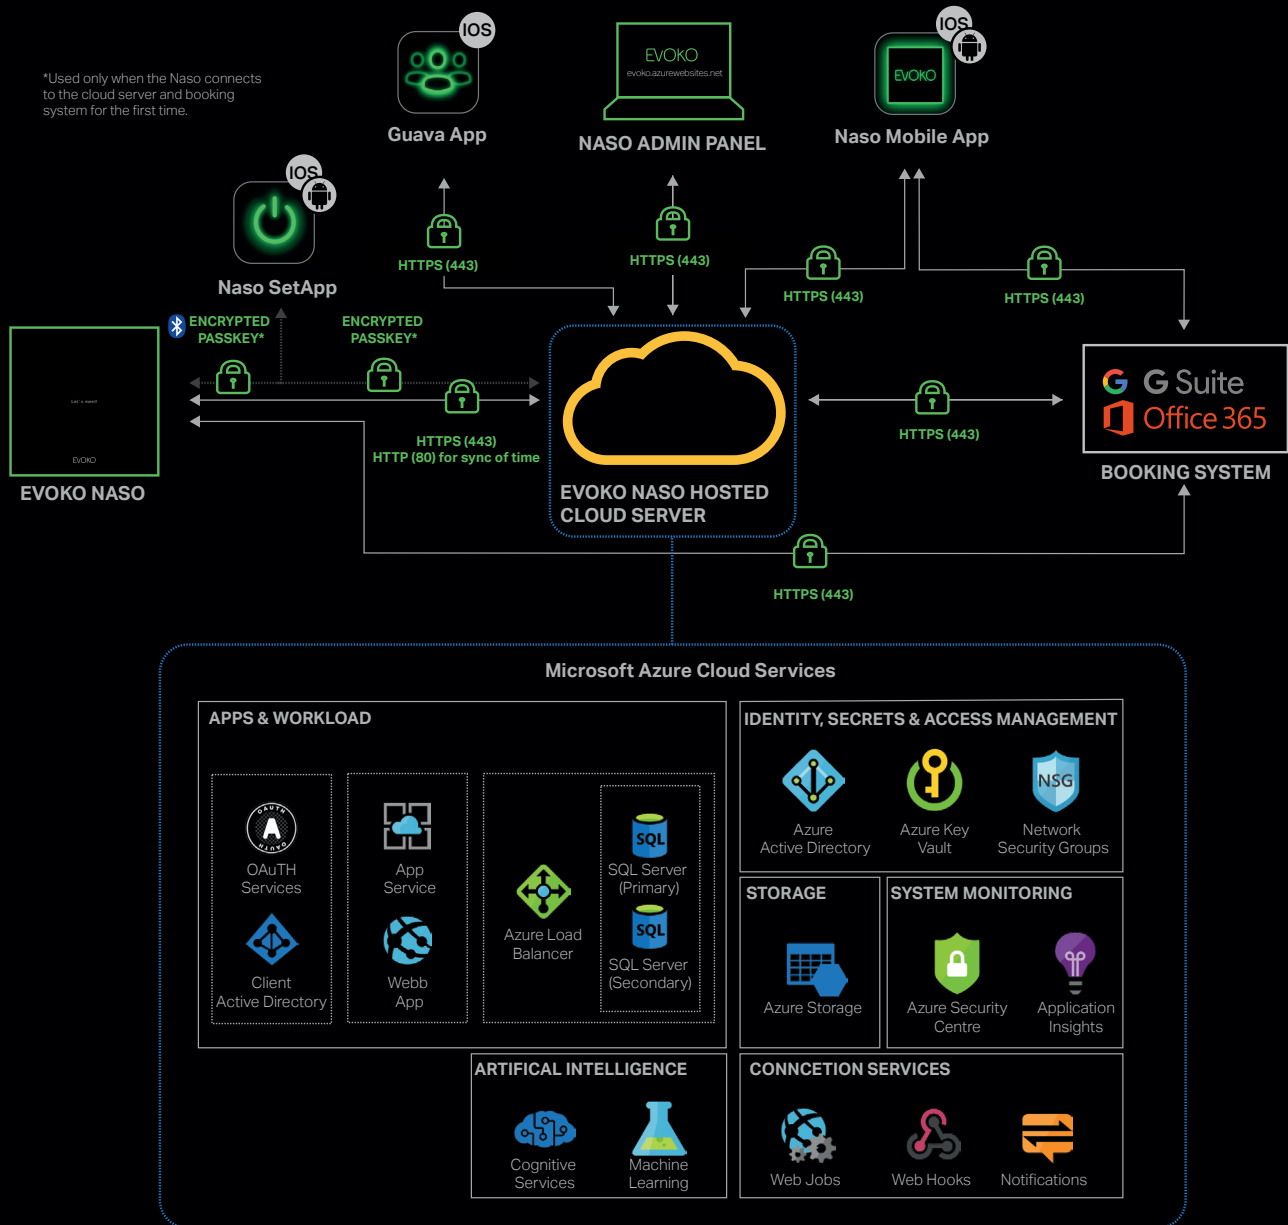 *Used only when the Naso connects
to the cloud server and booking
system for the first time.
IOS
Guava App
EVOKO
evoko.azurewebsites.net
NASO ADMIN PANEL
IOS
EVOKO
Naso Mobile App
IOS
Naso SetApp
HTTPS (443)
HTTPS (443)
HTTPS (443)
HTTPS (443)
ENCRYPTED
PASSKEY*
ENCRYPTED
PASSKEY*
Let's meet!
EVOKO
EVOKO NASO
HTTPS (443)
HTTP (80) for sync of time
EVOKO NASO HOSTED
CLOUD SERVER
HTTPS (443)
G Suite
Office 365
BOOKING SYSTEM
HTTPS (443)
Microsoft Azure Cloud Services
APPS & WORKLOAD
A
OAUTH
OAUTH
OAuTH
Services
Client
Active Directory
App
Service
Webb
App
Azure Load
Balancer
SQL
SQL Server
(Primary)
SQL
SQL Server
(Secondary)
IDENTITY, SECRETS & ACCESS MANAGEMENT
Azure
Active Directory
Azure Key
Vault
NSG
Network
Security Groups
STORAGE
Azure Storage
SYSTEM MONITORING
Azure Security
Centre
Application
Insights
ARTIFICAL INTELLIGENCE
Cognitive
Services
Machine
Learning
CONNCETION SERVICES
Web Jobs
Web Hooks
Notifications